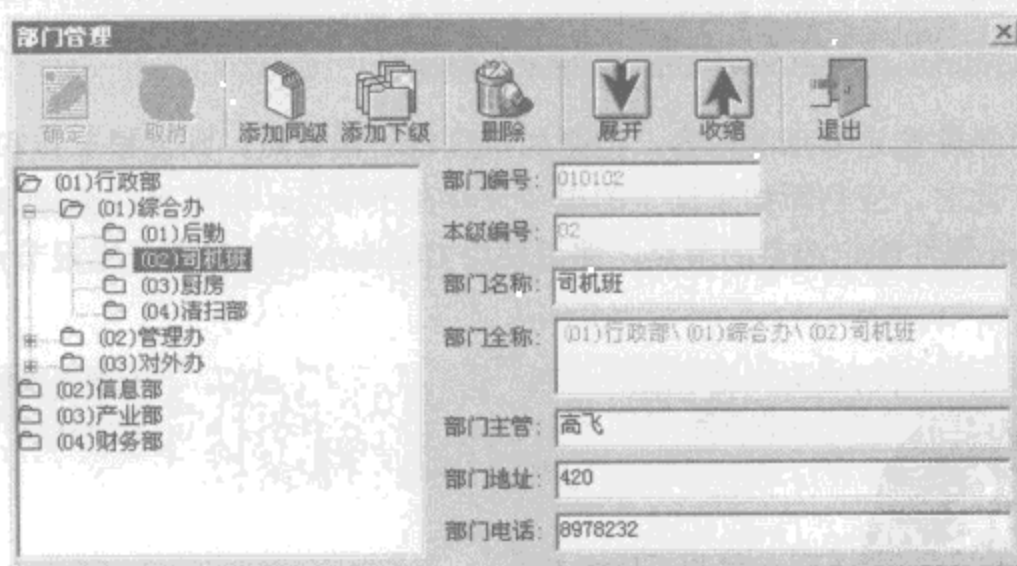 部门管理
确定 取消 添加同级 添加下级 删除 展开 收缩 退出
(01)行政部
(01)综合办
(01)后勤
(02)司机班
(03)厨房
(04)清扫部
(02)管理办
(03)对外办
(02)信息部
(03)产业部
(04)财务部
部门编号: 010102
本级编号: 02
部门名称: 司机班
部门全称: (01)行政部\(01)综合办\(02)司机班
部门主管: 高飞
部门地址: 420
部门电话: 8978232